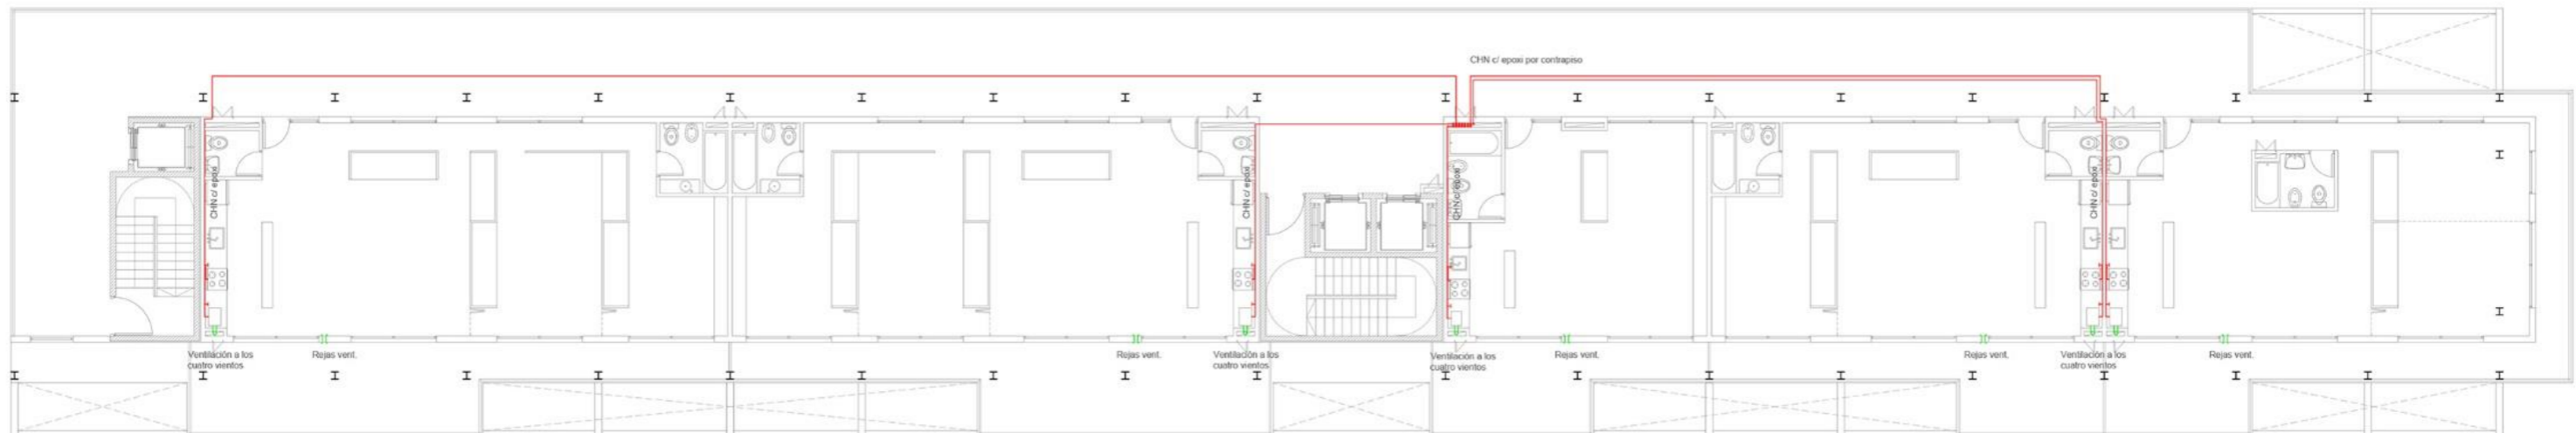 CHN c/ epoxi por contrapiso
CHN c/ epoxi
CHN c/ epoxi
CHN c/ epoxi
CHN c/ epoxi
Ventilación a los
cuatro vientos
Rejas vent.
Rejas vent.
Ventilación a los
cuatro vientos
Ventilación a los
cuatro vientos
Rejas vent.
Rejas vent.
Ventilación a los
cuatro vientos
Rejas vent.